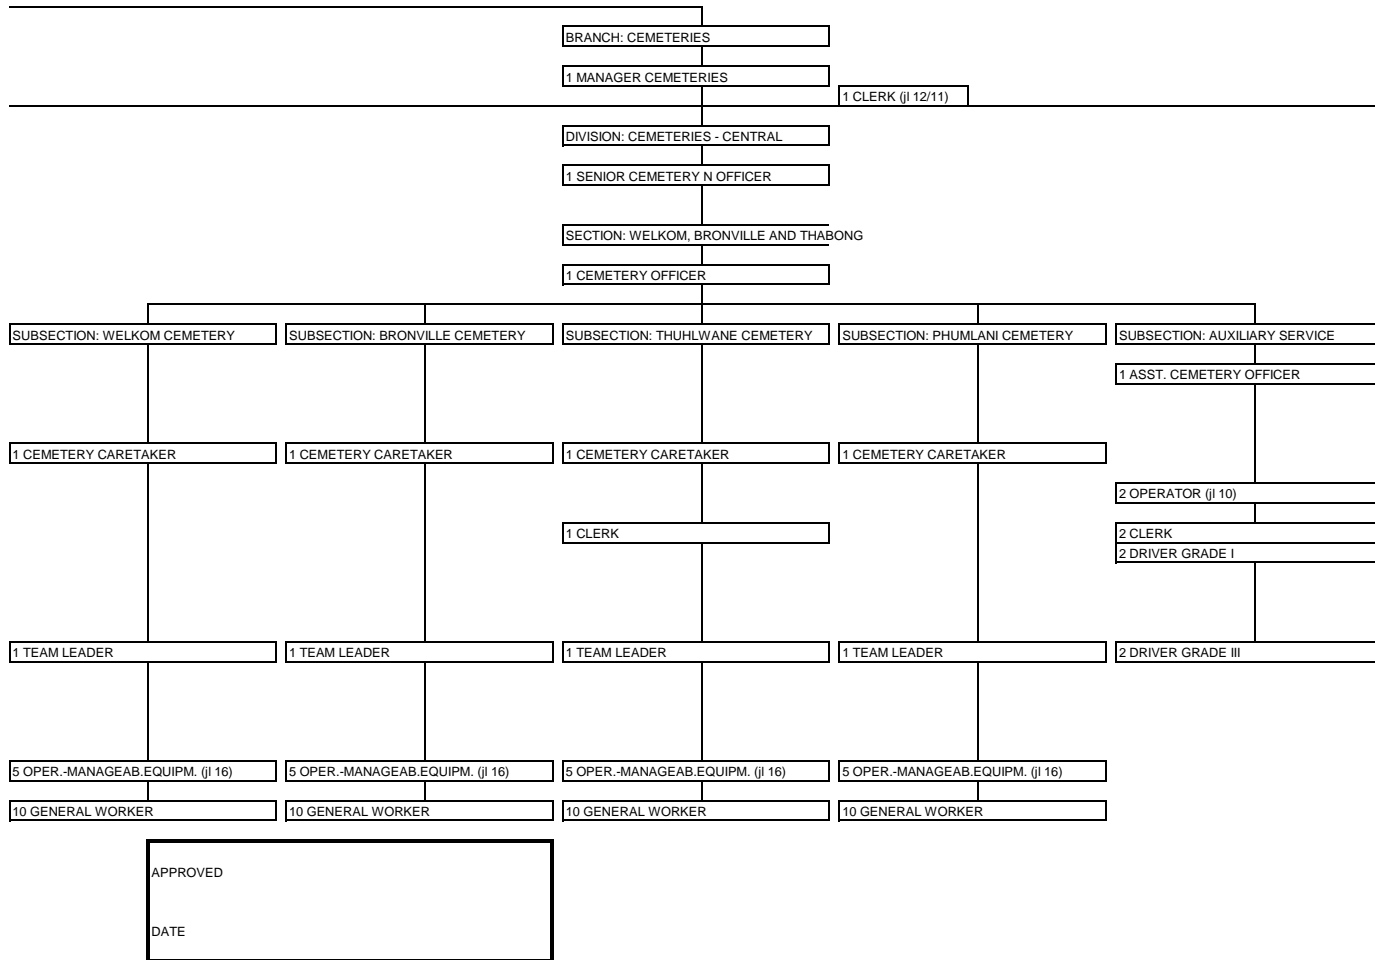 BRANCH: CEMETERIES
1 MANAGER CEMETERIES
1 CLERK (jl 12/11)
DIVISION: CEMETERIES - CENTRAL
1 SENIOR CEMETERY N OFFICER
SECTION: WELKOM, BRONVILLE AND THABONG
1 CEMETERY OFFICER
SUBSECTION: WELKOM CEMETERY
SUBSECTION: BRONVILLE CEMETERY
SUBSECTION: THUHLWANE CEMETERY
SUBSECTION: PHUMLANI CEMETERY
SUBSECTION: AUXILIARY SERVICE
1 ASST. CEMETERY OFFICER
1 CEMETERY CARETAKER
1 CEMETERY CARETAKER
1 CEMETERY CARETAKER
1 CEMETERY CARETAKER
2 OPERATOR (jl 10)
1 CLERK
2 CLERK
2 DRIVER GRADE I
1 TEAM LEADER
1 TEAM LEADER
1 TEAM LEADER
1 TEAM LEADER
2 DRIVER GRADE III
5 OPER.-MANAGEAB.EQUIPM. (jl 16)
5 OPER.-MANAGEAB.EQUIPM. (jl 16)
5 OPER.-MANAGEAB.EQUIPM. (jl 16)
5 OPER.-MANAGEAB.EQUIPM. (jl 16)
10 GENERAL WORKER
10 GENERAL WORKER
10 GENERAL WORKER
10 GENERAL WORKER
APPROVED
DATE